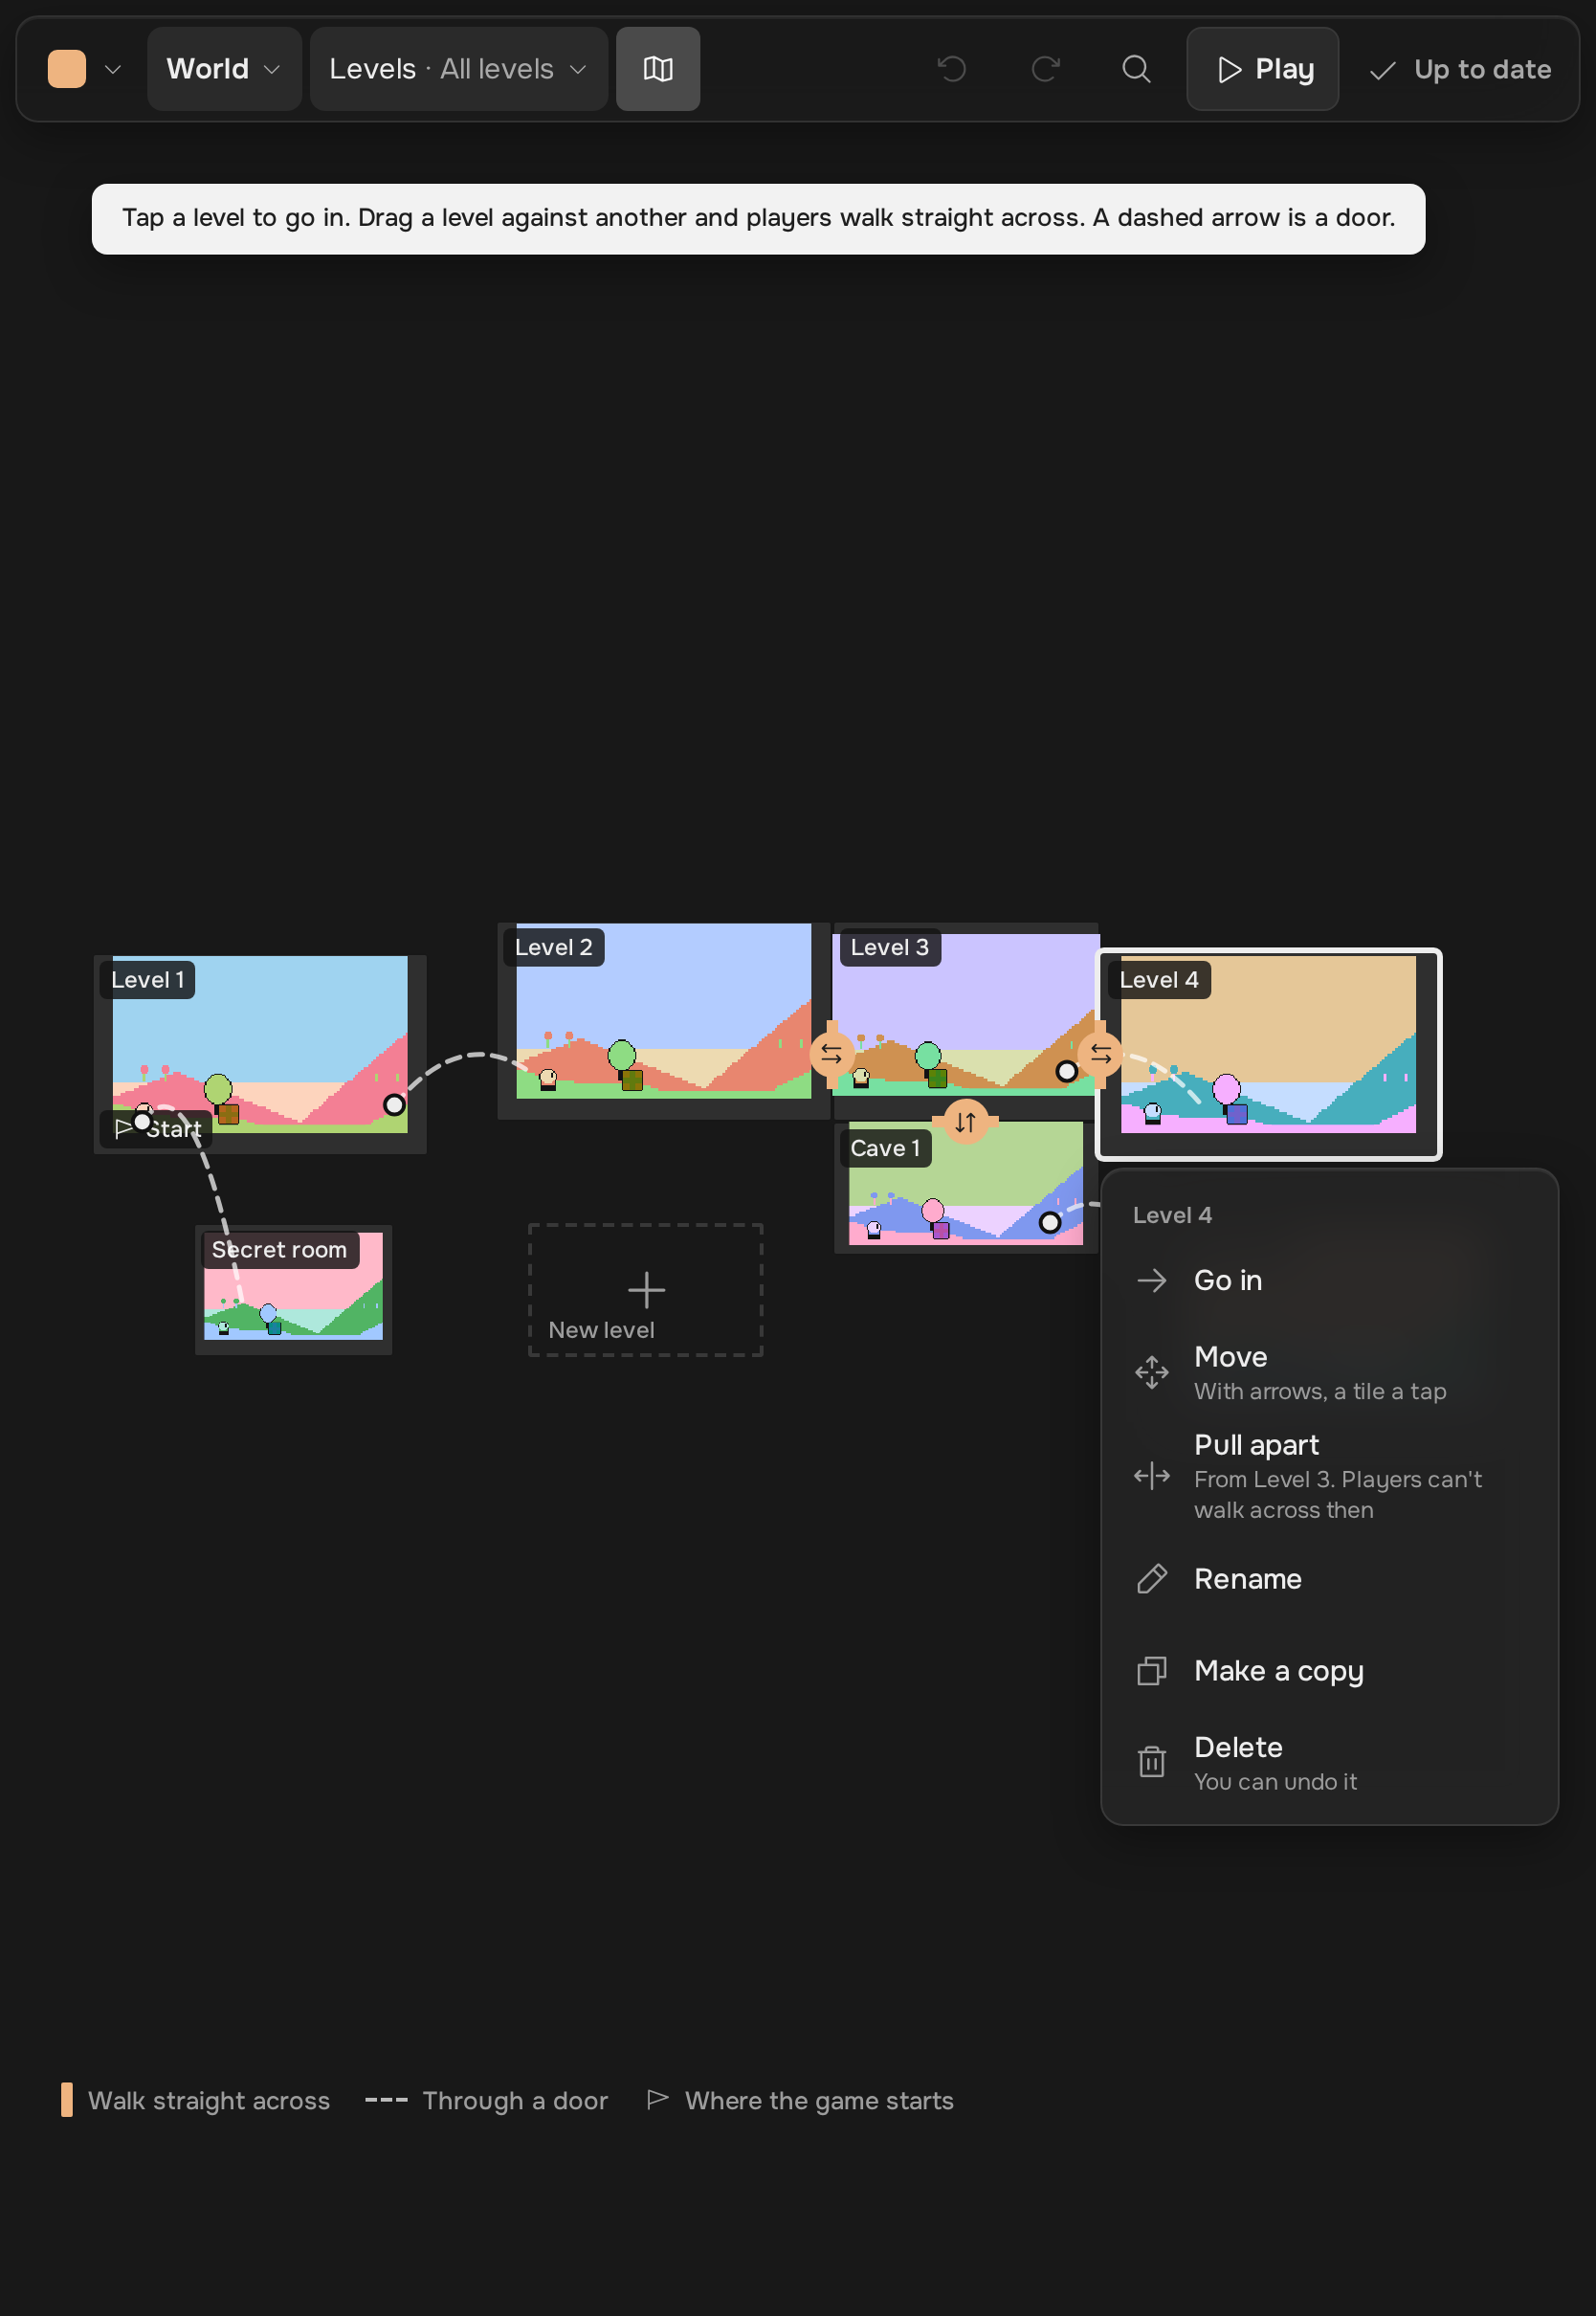 World
Levels · All levels
Play
Up to date
Tap a level to go in. Drag a level against another and players walk straight across. A dashed arrow is a door.
Level 1
Level 2
Level 3
Level 4
Start
Cave 1
Secret room
New level
Level 4
Go in
Move
With arrows, a tile a tap
Pull apart
From Level 3. Players can't
walk across then
Rename
Make a copy
Delete
You can undo it
Walk straight across
Through a door
Where the game starts